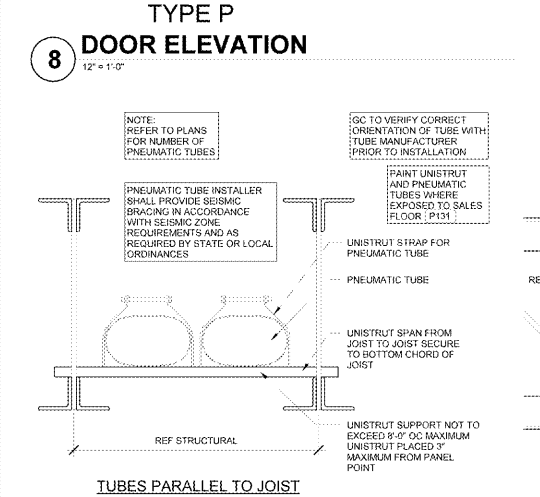 TYPE P
8
DOOR ELEVATION
12" = 1'-0"
NOTE:
REFER TO PLANS
FOR NUMBER OF
PNEUMATIC TUBES
GC TO VERIFY CORRECT
ORIENTATION OF TUBE WITH
TUBE MANUFACTURER
PRIOR TO INSTALLATION
PAINT UNISTRUT
AND PNEUMATIC
TUBES WHERE
EXPOSED TO SALES
FLOOR P131
PNEUMATIC TUBE INSTALLER
SHALL PROVIDE SEISMIC
BRACING IN ACCORDANCE
WITH SEISMIC ZONE
REQUIREMENTS AND AS
REQUIRED BY STATE OR LOCAL
ORDINANCES
UNISTRUT STRAP FOR
PNEUMATIC TUBE
PNEUMATIC TUBE
RE
UNISTRUT SPAN FROM
JOIST TO JOIST SECURE
TO BOTTOM CHORD OF
JOIST
UNISTRUT SUPPORT NOT TO
EXCEED 8'-0" OC MAXIMUM
UNISTRUT PLACED 3"
MAXIMUM FROM PANEL
POINT
REF STRUCTURAL
TUBES PARALLEL TO JOIST